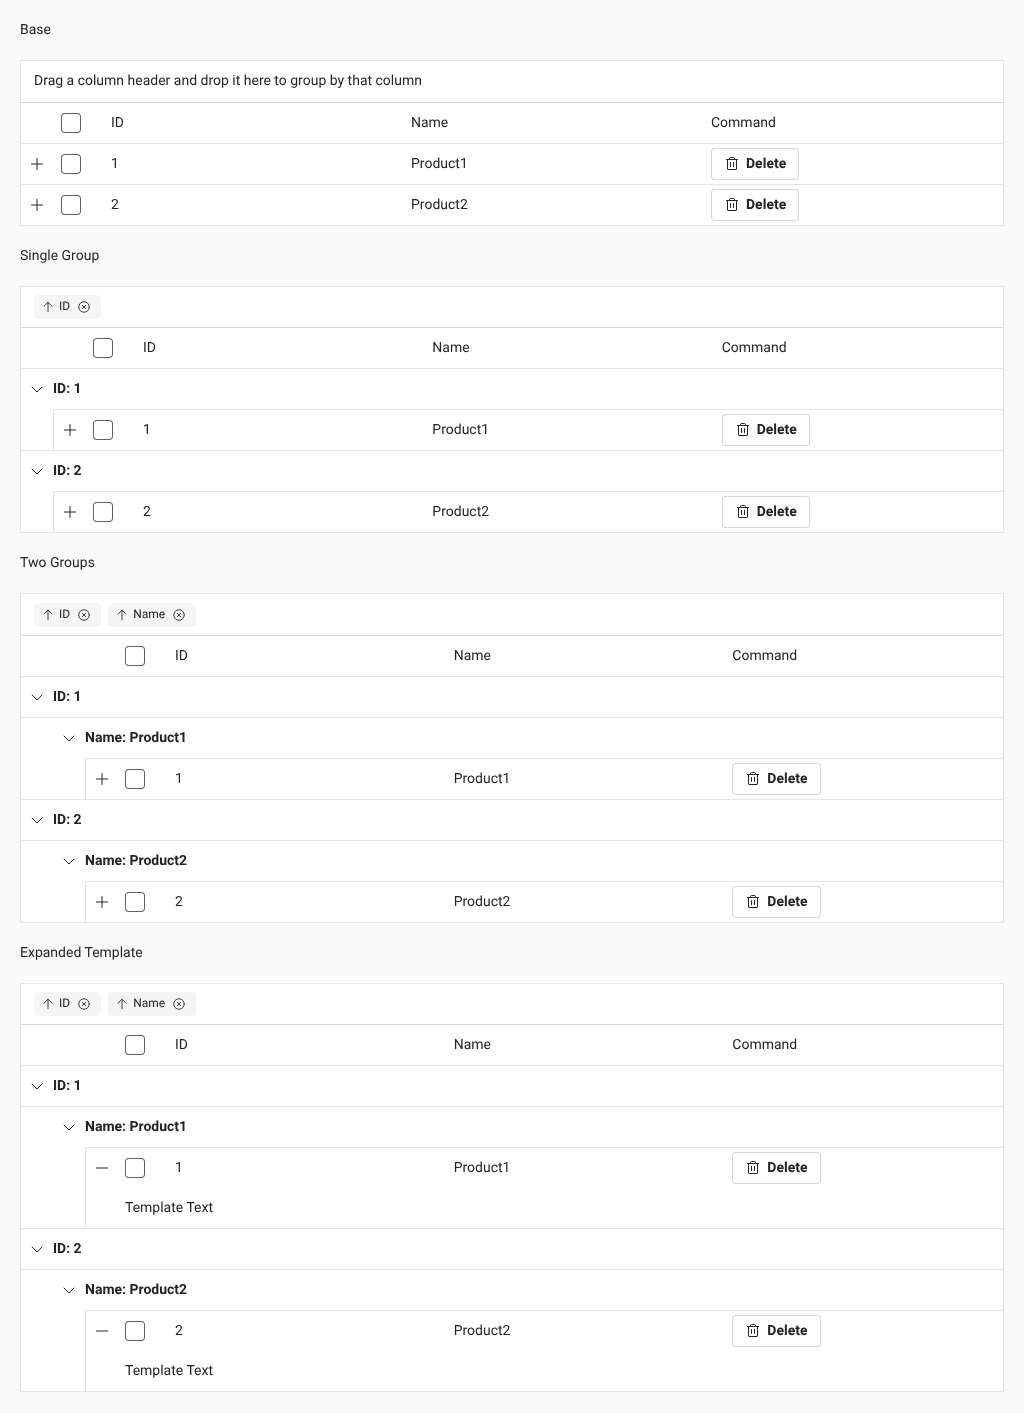 Base
Drag a column header and drop it here to group by that column
ID Name Command
1 Product1 Delete
2 Product2 Delete
Single Group
ID
ID Name Command
ID: 1
1 Product1 Delete
ID: 2
2 Product2 Delete
Two Groups
ID Name
ID Name Command
ID: 1
Name: Product1
1 Product1 Delete
ID: 2
Name: Product2
2 Product2 Delete
Expanded Template
ID Name
ID Name Command
ID: 1
Name: Product1
1 Product1 Delete
Template Text
ID: 2
Name: Product2
2 Product2 Delete
Template Text